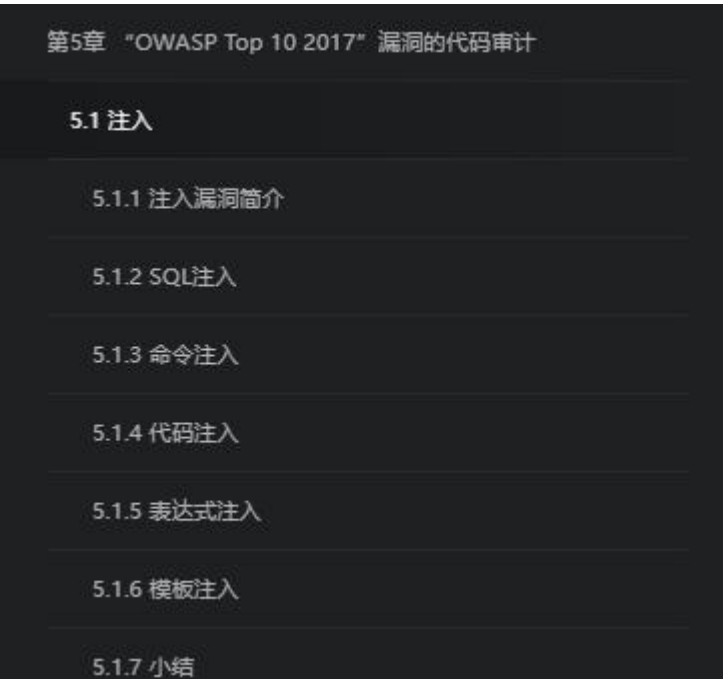 第5章 “OWASP Top 10 2017” 漏洞的代码审计
5.1 注入
5.1.1 注入漏洞简介
5.1.2 SQL注入
5.1.3 命令注入
5.1.4 代码注入
5.1.5 表达式注入
5.1.6 模板注入
5.1.7 小结